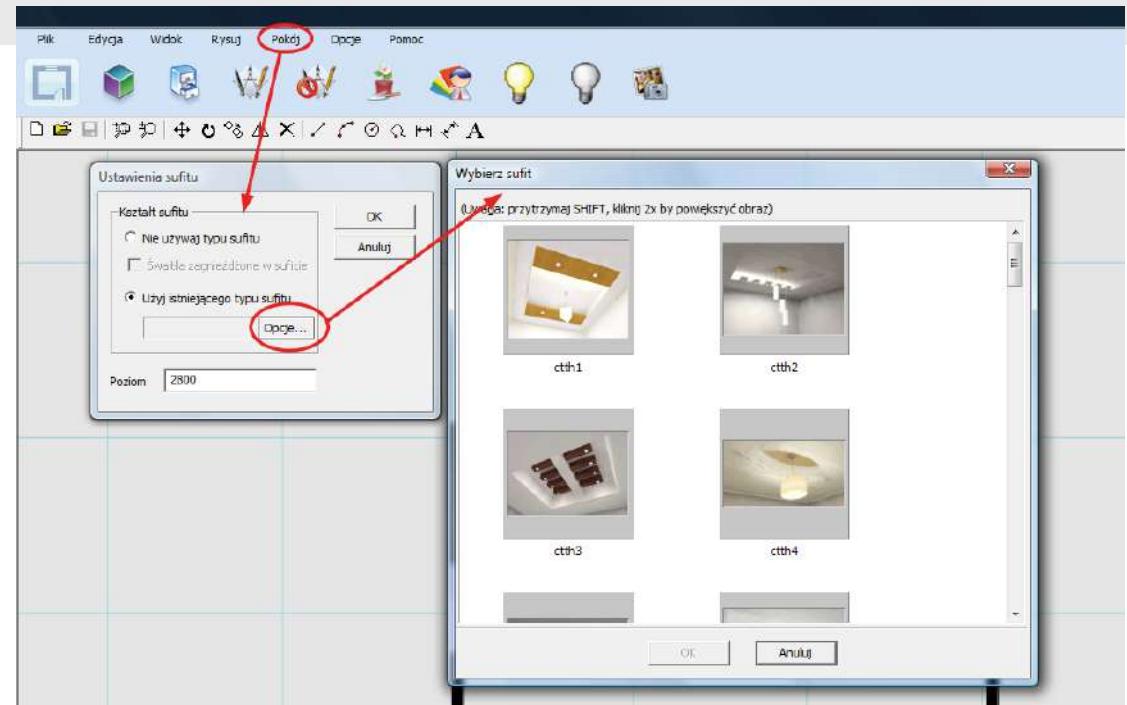 Plik Edycja Widok Rysuj Pokój Opcje Pomoc
A
Ustawienia sufitu
Kształt sufitu
Nie używaj typu sufitu
Światła zagnieżdżone w suficie
Użyj istniejącego typu sufitu
Opcje...
Poziom 2800
OK
Anuluj
Wybierz sufit
(Uwaga: przytrzymaj SHIFT, kliknij 2x by powiększyć obraz)
ctth1 ctth2
ctth3 ctth4
OK Anuluj